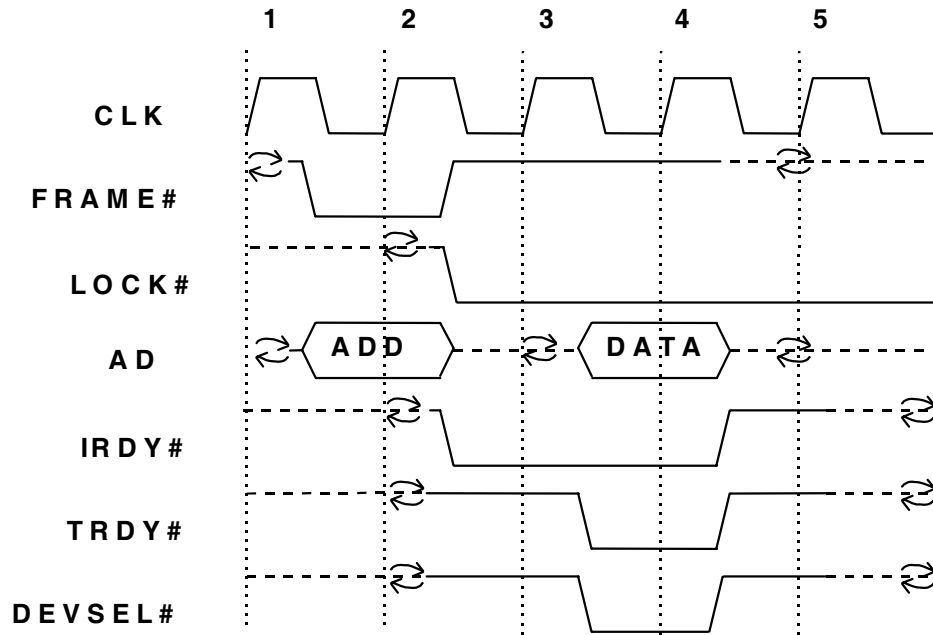 1 2 3 4 5
CLK
FRAME#
LOCK#
AD ADD DATA
IRDY#
TRDY#
DEVSEL#